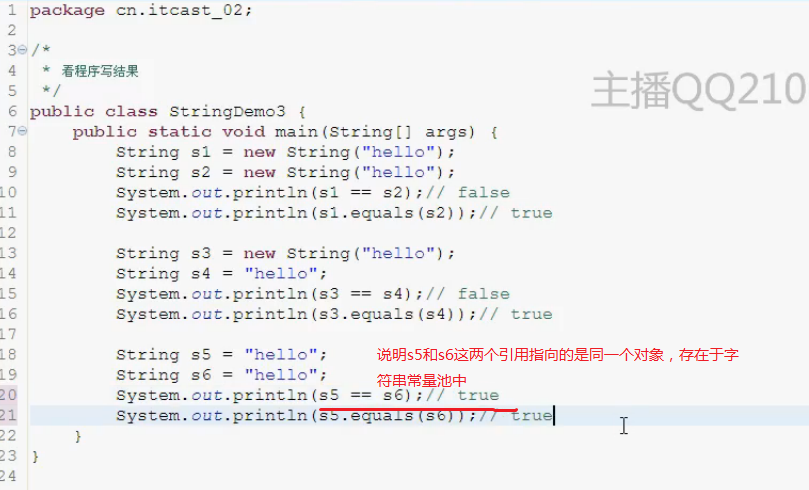 1 package cn.itcast_02;
2
3 /*
4  * 看程序写结果
5  */
6 public class StringDemo3 {
7     public static void main(String[] args) {
8         String s1 = new String("hello");
9         String s2 = new String("hello");
10         System.out.println(s1 == s2);// false
11         System.out.println(s1.equals(s2));// true
12
13         String s3 = new String("hello");
14         String s4 = "hello";
15         System.out.println(s3 == s4);// false
16         System.out.println(s3.equals(s4));// true
17
18         String s5 = "hello";
19         String s6 = "hello";
20         System.out.println(s5 == s6);// true
21         System.out.println(s5.equals(s6));// true
22     }
23 }
24
说明s5和s6这两个引用指向的是同一个对象，存在于字
符串常量池中
主播QQ210